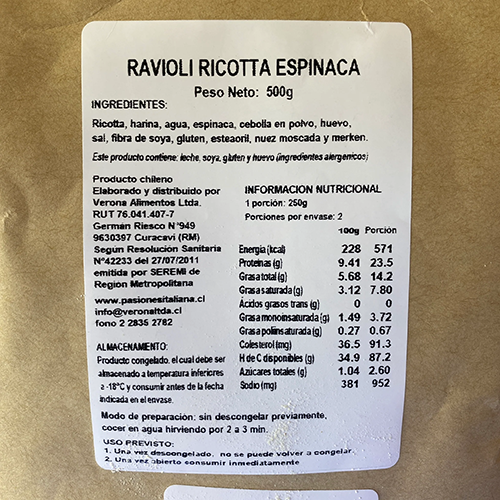 RAVIOLI RICOTTA ESPINACA
Peso Neto: 500g
INGREDIENTES:
Ricotta, harina, agua, espinaca, cebolla en polvo, huevo,
sal, fibra de soya, gluten, esteaoril, nuez moscada y merken.
Este producto contiene: leche, soya, gluten y huevo (ingredientes alergenicos)
Producto chileno
Elaborado y distribuido por
Verona Alimentos Ltda.
RUT 76.041.407-7
Germán Riesco N°949
9630397 Curacaví (RM)
Según Resolución Sanitaria
N°42233 del 27/07/2011
emitida por SEREMI de
Región Metropolitana
www.pasionesitaliana.cl
info@veronaltda.cl
fono 2 2835 2782
ALMACENAMIENTO:
Producto congelado, el cual debe ser
almacenado a temperatura inferiores
a -18°C y consumir antes de la fecha
indicada en el envase.
INFORMACION NUTRICIONAL
1 porción: 250g
Porciones por envase: 2
100g Porción
Energía (kcal) 228 571
Proteínas (g) 9.41 23.5
Grasa total (g) 5.68 14.2
Grasa saturada (g) 3.12 7.80
Ácidos grasos trans (g) 0 0
Grasa monoinsaturada (g) 1.49 3.72
Grasa poliinsaturada (g) 0.27 0.67
Colesterol (mg) 36.5 91.3
H de C disponibles (g) 34.9 87.2
Azúcares totales (g) 1.04 2.60
Sodio (mg) 381 952
Modo de preparación: sin descongelar previamente,
cocer en agua hirviendo por 2 a 3 min.
USO PREVISTO:
1. Una vez descongelado, no se puede volver a congelar
2. Una vez abierto consumir inmediatamente